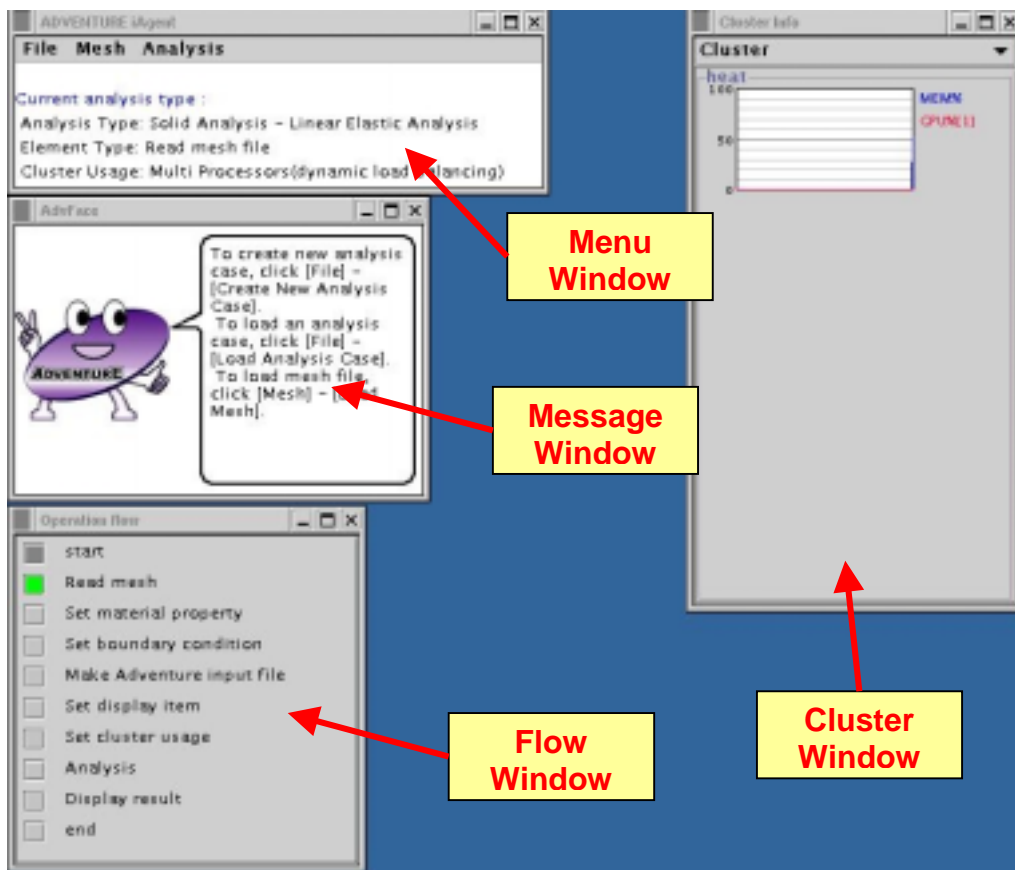 ADVENTURE iAgent
File Mesh Analysis
Current analysis type :
Analysis Type: Solid Analysis - Linear Elastic Analysis
Element Type: Read mesh file
Cluster Usage: Multi Processors(dynamic load balancing)
Menu
Window
AdvFace
To create new analysis
case, click [File] -
[Create New Analysis
Case].
To load an analysis
case, click [File] -
[Load Analysis Case].
To load mesh file,
click [Mesh] - [Load
Mesh].
ADVENTURE
Message
Window
Operation flow
start
Read mesh
Set material property
Set boundary condition
Make Adventure input file
Set display item
Set cluster usage
Analysis
Display result
end
Flow
Window
Cluster Info
Cluster
heat
100
50
0
MEM%
CPU%[1]
Cluster
Window